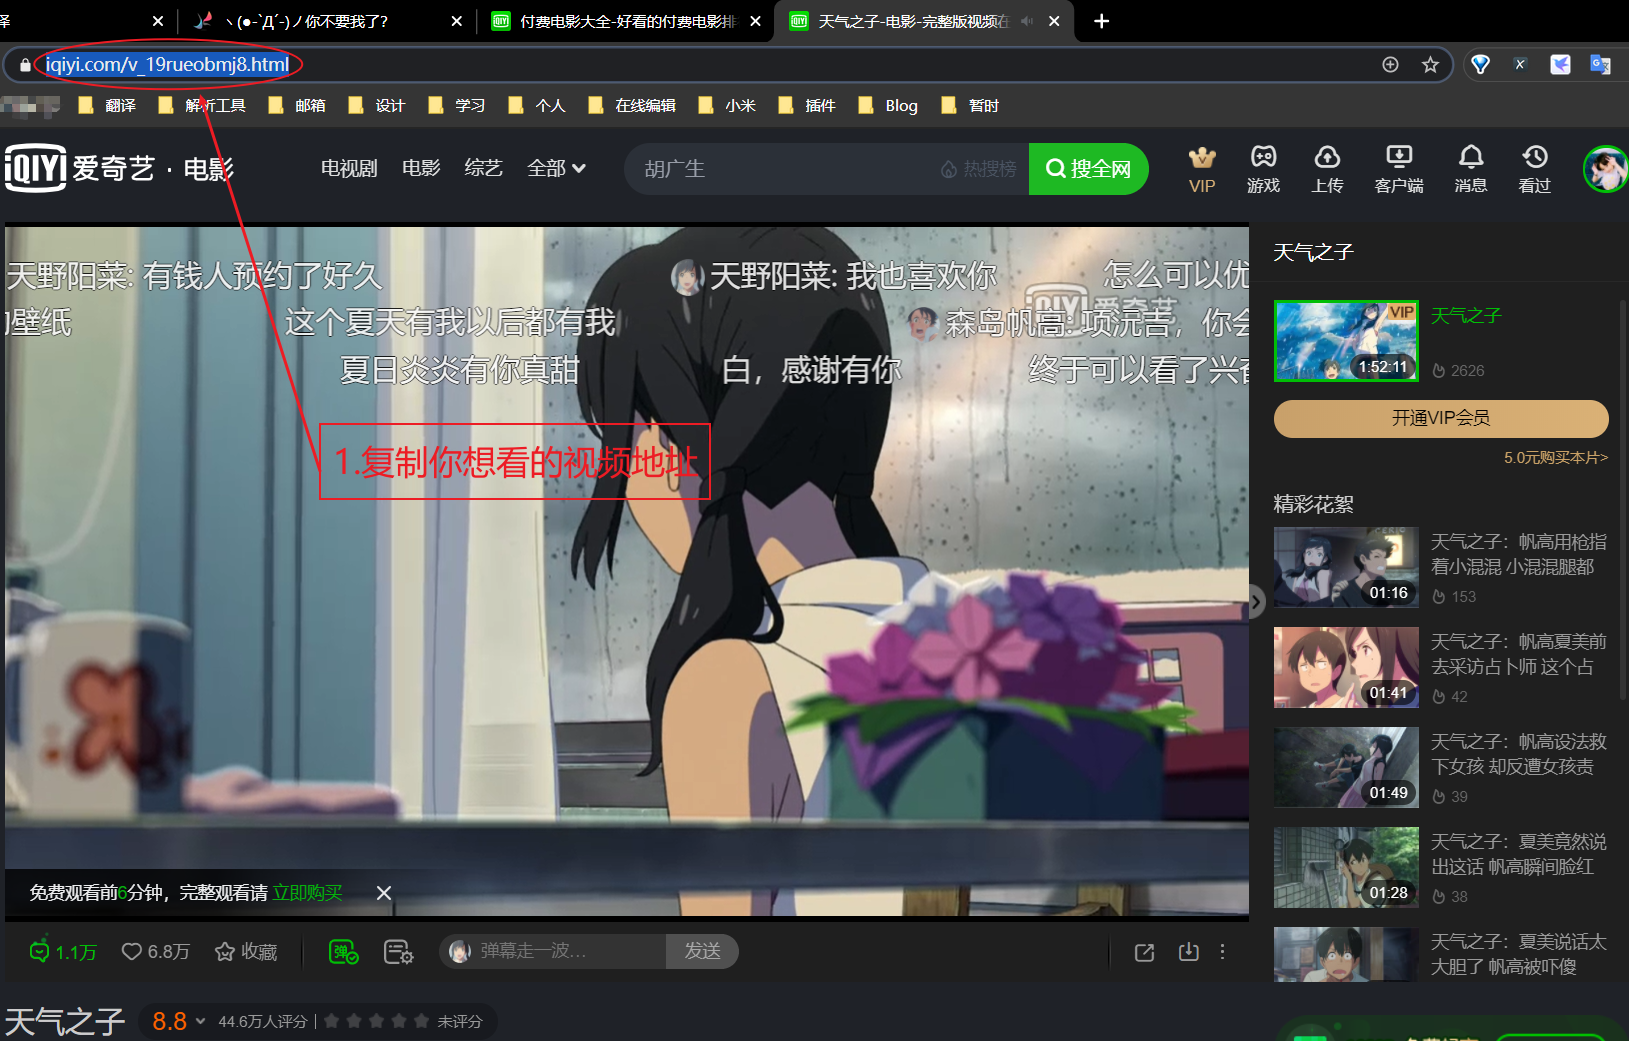 译
ヽ(●-`Д´-)ノ你不要我了?
付费电影大全-好看的付费电影排
天气之子-电影-完整版视频在
iqiyi.com/v_19rueobmj8.html
翻译 解析工具 邮箱 设计 学习 个人 在线编辑 小米 插件 Blog 暂时
iQIYI 爱奇艺 · 电影
电视剧 电影 综艺 全部
胡广生 热搜榜 搜全网
VIP 游戏 上传 客户端 消息 看过
天野阳菜: 有钱人预约了好久
天野阳菜: 我也喜欢你
怎么可以优
iQIYI 爱奇艺
的壁纸
这个夏天有我以后都有我
森岛帆高: 项沅吉，你会
夏日炎炎有你真甜
白，感谢有你
终于可以看了兴奋
1.复制你想看的视频地址
免费观看前6分钟，完整观看请 立即购买
1.1万 6.8万 收藏
弹
弹幕走一波... 发送
天气之子
8.8 44.6万人评分 未评分
天气之子
VIP
1:52:11
天气之子
2626
开通VIP会员
5.0元购买本片>
精彩花絮
01:16
天气之子：帆高用枪指
着小混混 小混混腿都
153
01:41
天气之子：帆高夏美前
去采访占卜师 这个占
42
01:49
天气之子：帆高设法救
下女孩 却反遭女孩责
39
01:28
天气之子：夏美竟然说
出这话 帆高瞬间脸红
38
天气之子：夏美说话太
大胆了 帆高被吓傻